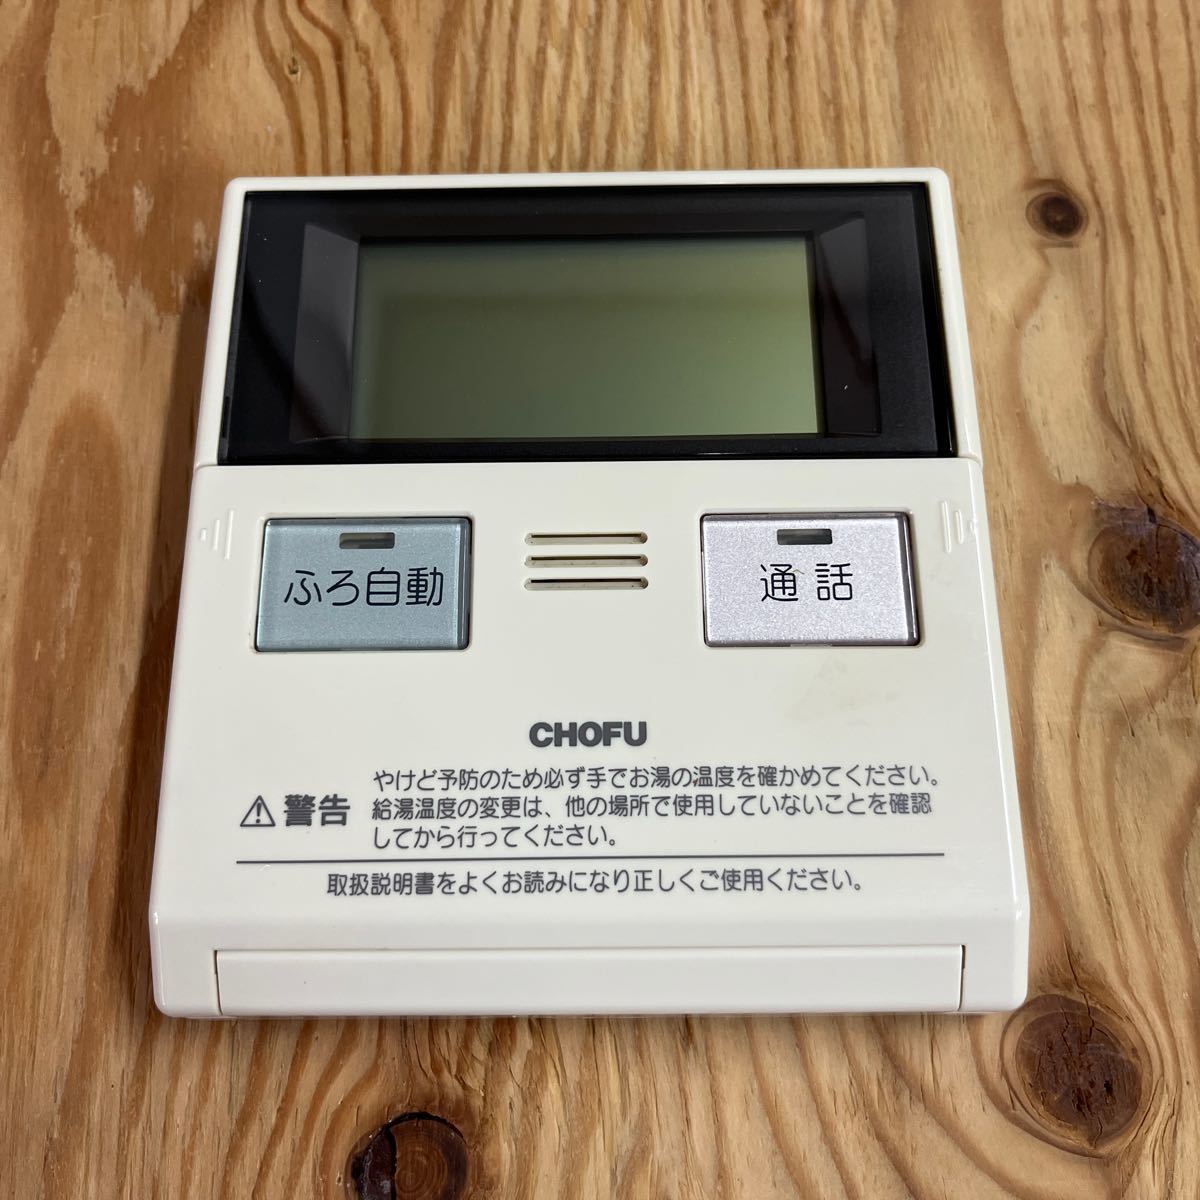 ふろ自動
通話
CHOFU
警告
やけど予防のため必ず手でお湯の温度を確かめてください。
給湯温度の変更は、他の場所で使用していないことを確認
してから行ってください。
取扱説明書をよくお読みになり正しくご使用ください。